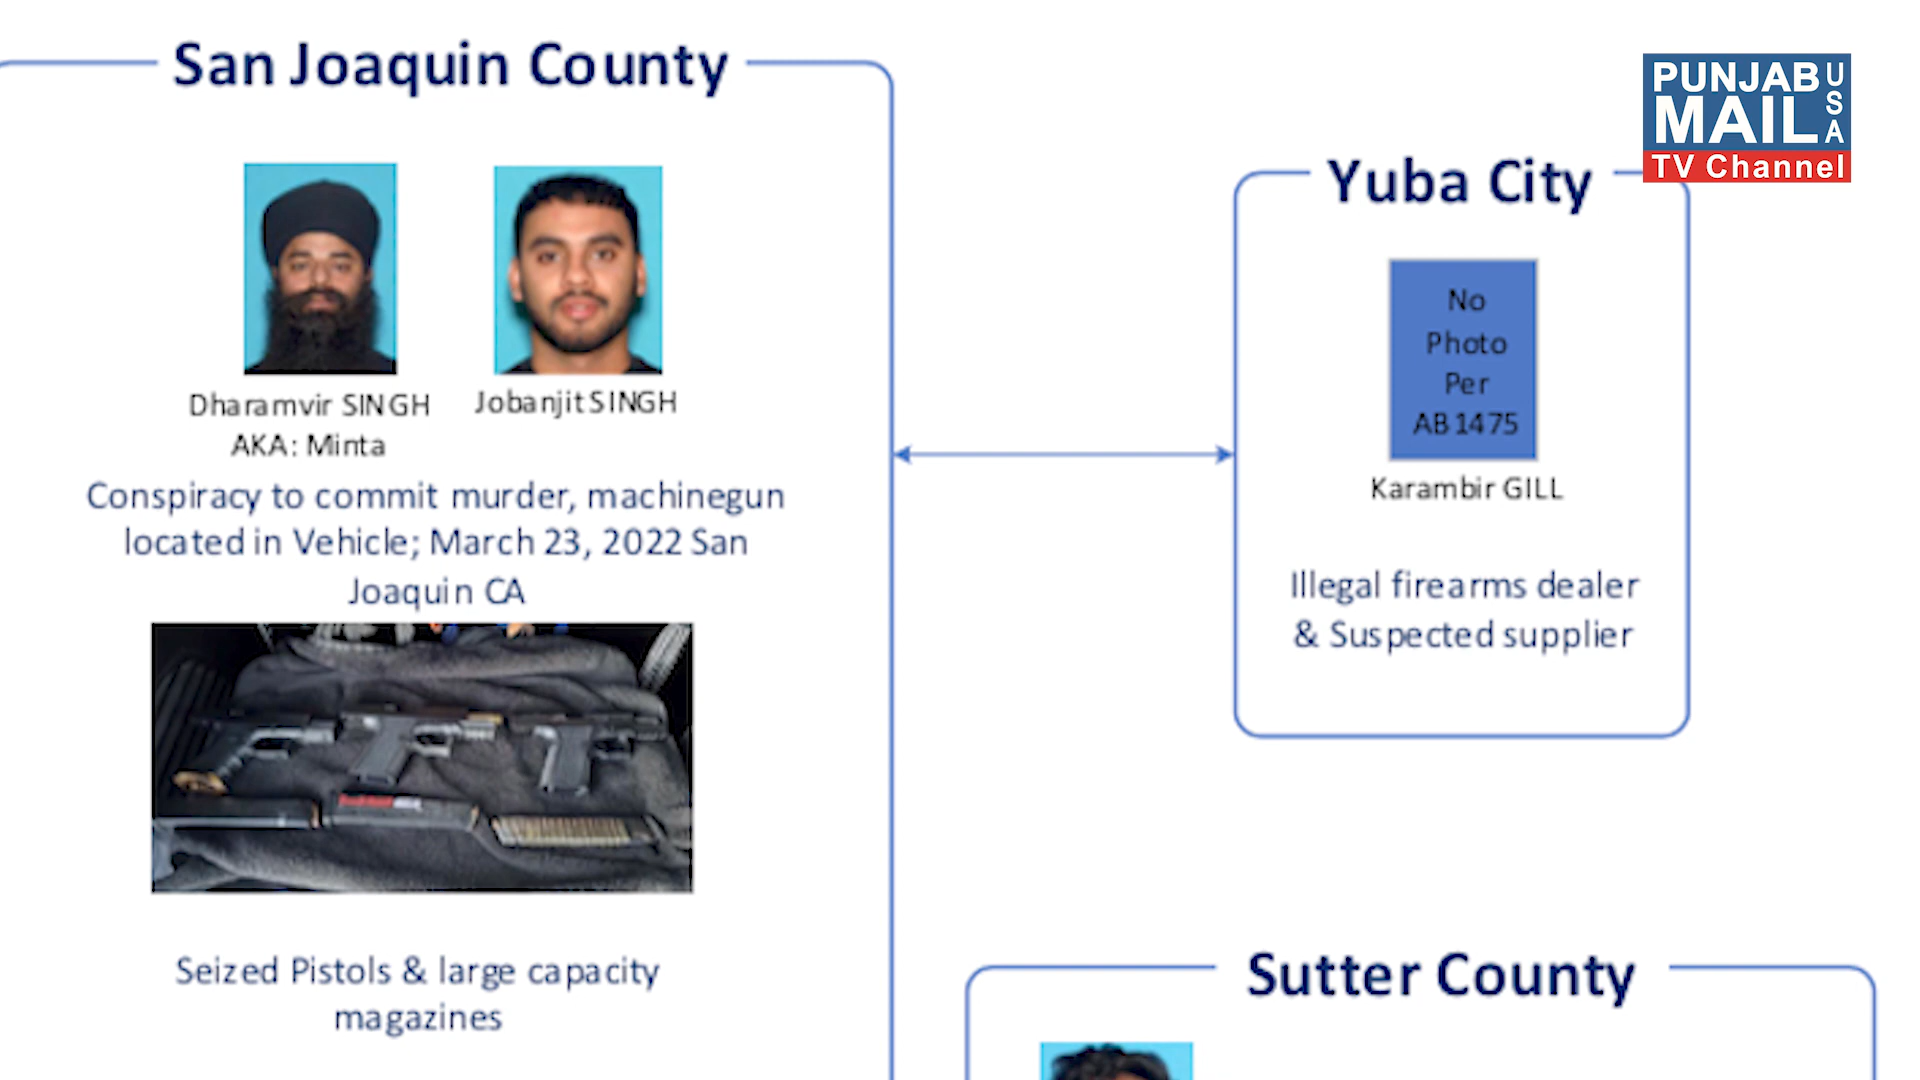 San Joaquin County
Dharamvir SINGH
AKA: Minta
Jobanjit SINGH
Conspiracy to commit murder, machinegun
located in Vehicle; March 23, 2022 San
Joaquin CA
Seized Pistols & large capacity
magazines
PUNJAB USA
MAIL
TV Channel
Yuba City
No
Photo
Per
AB 1475
Karambir GILL
Illegal firearms dealer
& Suspected supplier
Sutter County